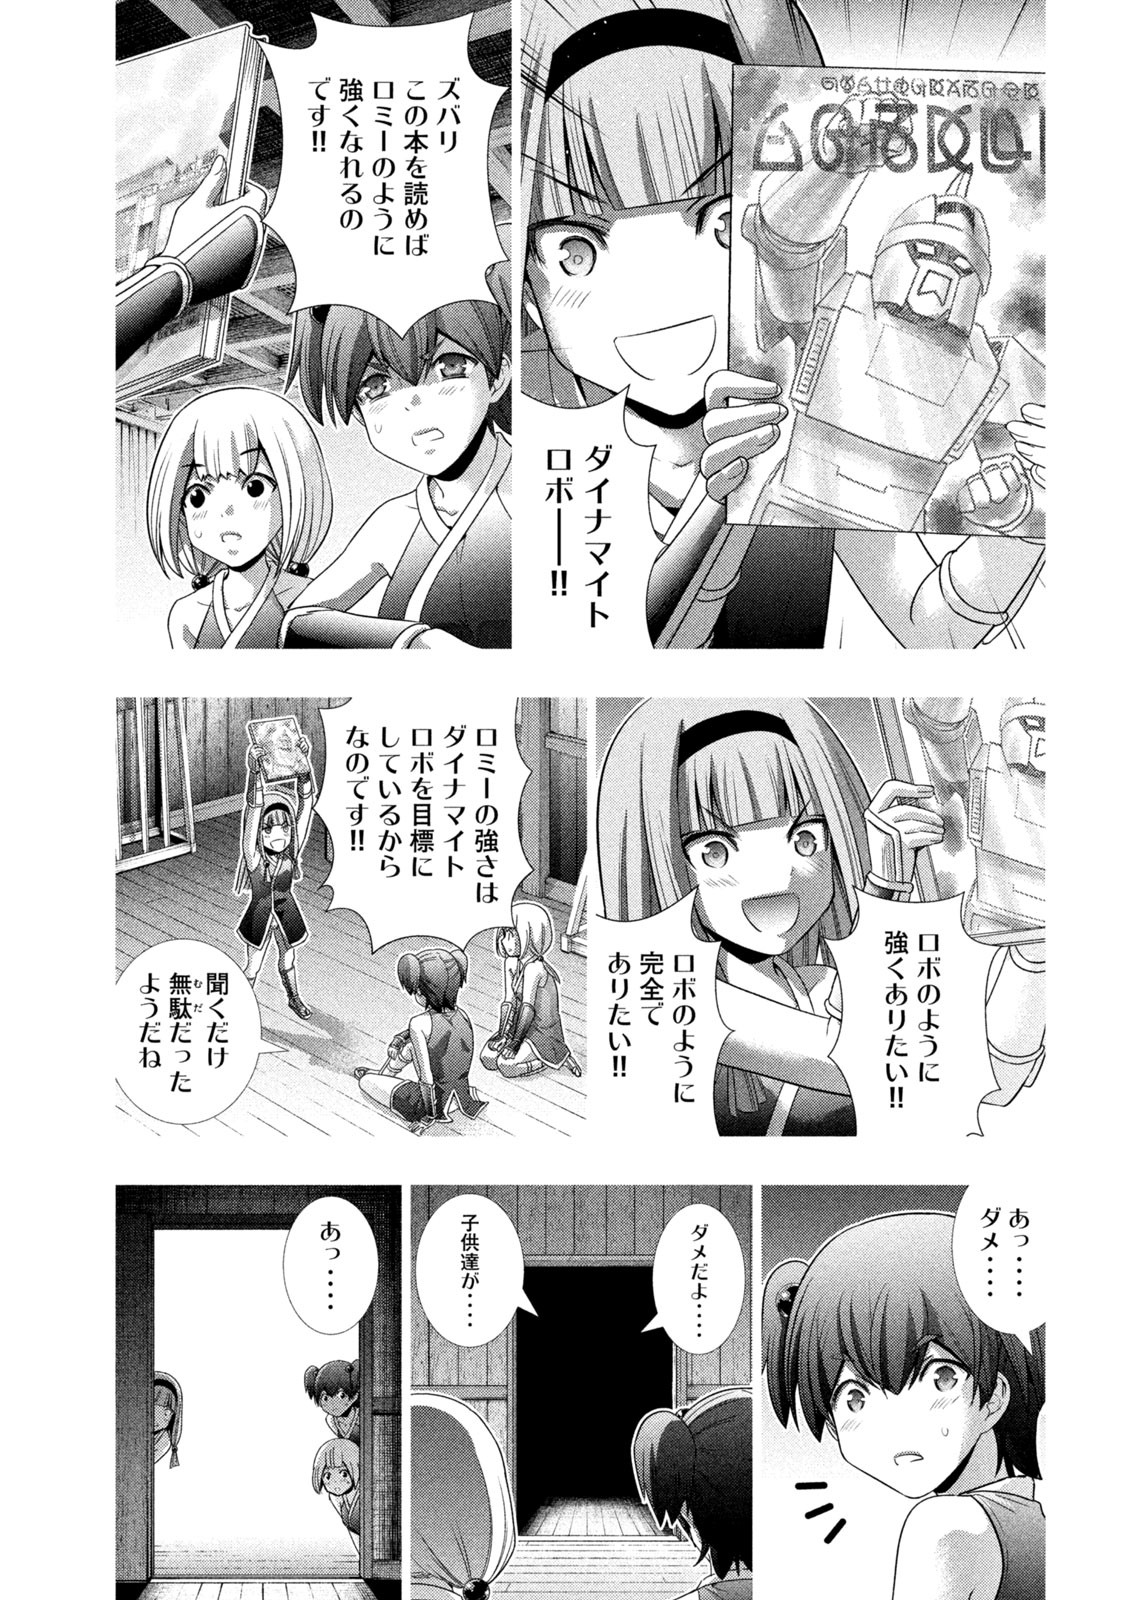 ダイナマイト
ロボ――!!
ズバリ
この本を読めば
ロミーのように
強くなれるの
です!!
ロボのように
強くありたい!!
ロボのように
完全で
ありたい!!
ロミーの強さは
ダイナマイト
ロボを目標に
しているから
なのです!!
聞くだけ
無駄だった
むだ
ようだね
あっ‥‥
ダメ‥‥
ダメだよ‥‥
子供達が‥‥
あっ‥‥